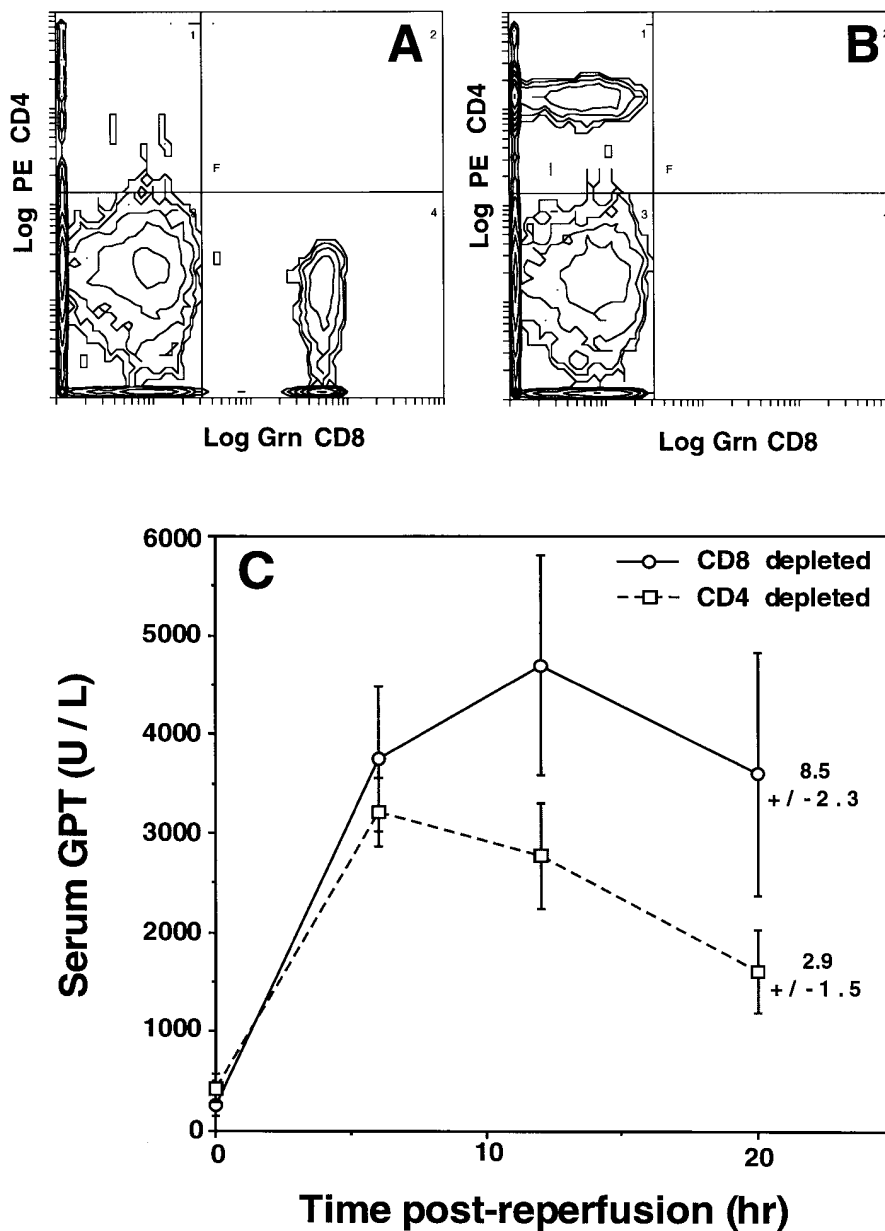 A
1
2
F
3
4
Log PE CD4
Log Grn CD8
B
1
2
F
3
4
Log PE CD4
Log Grn CD8
C
CD8 depleted
CD4 depleted
6000
5000
4000
3000
2000
1000
0
Serum GPT (U / L)
8.5
+/-2.3
2.9
+/-1.5
0
10
20
Time post-reperfusion (hr)